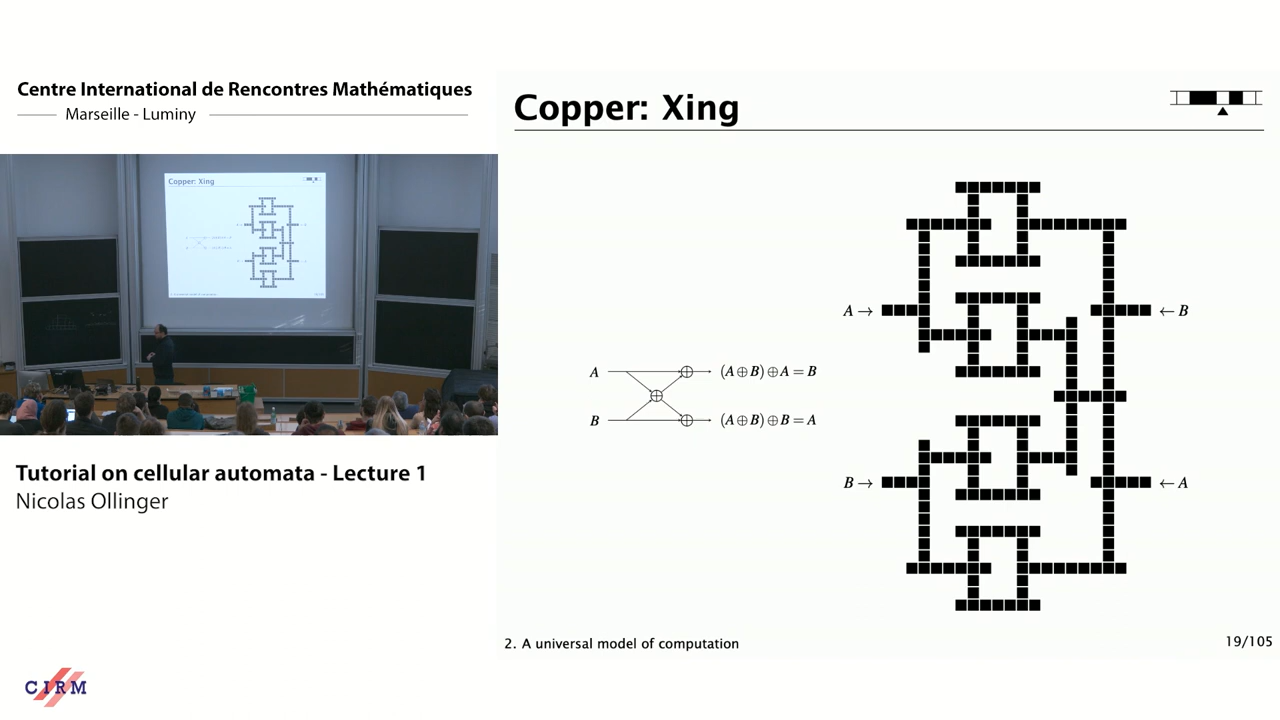 Centre International de Rencontres Mathématiques
Marseille - Luminy
Copper: Xing
Copper: Xing
A → ← B
A (A⊕B)⊕A = B
B (A⊕B)⊕B = A
B → ← A
Tutorial on cellular automata - Lecture 1
Nicolas Ollinger
2. A universal model of computation 19/105
CIRM